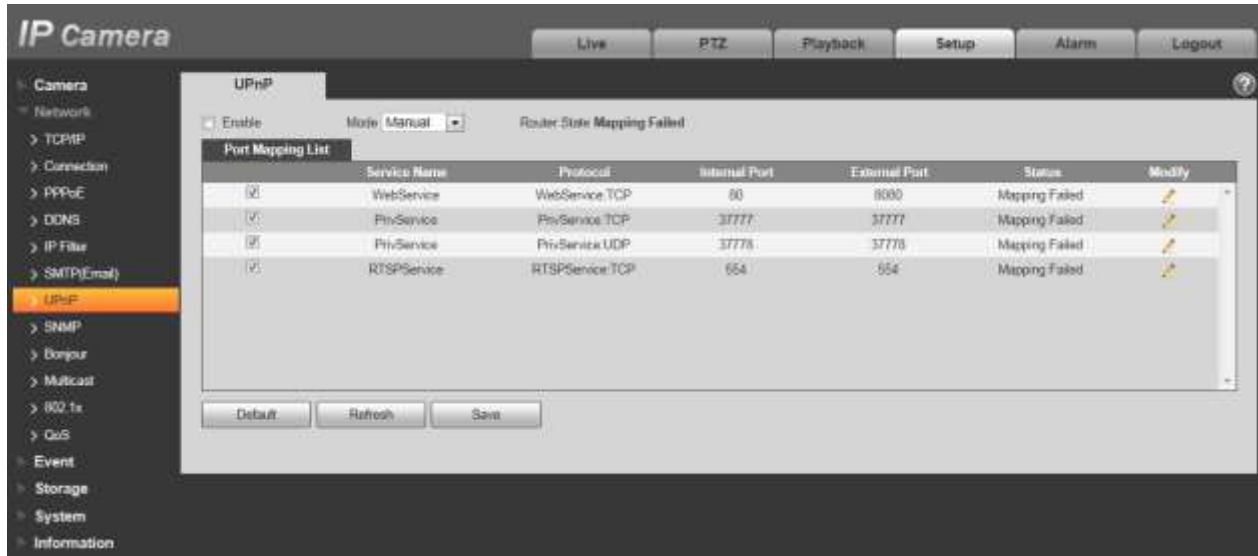 IP Camera
Live PTZ Playback Setup Alarm Logout
Camera
Network
TCP/IP
Connection
PPPoE
DDNS
IP Filter
SMTP(Email)
UPnP
SNMP
Bonjour
Multicast
802.1x
QoS
Event
Storage
System
Information
UPnP
?
Enable Mode Manual Router State Mapping Failed
Port Mapping List
Service Name Protocol Internal Port External Port Status Modify
WebService WebService:TCP 80 8080 Mapping Failed
PrivService PrivService:TCP 37777 37777 Mapping Failed
PrivService PrivService:UDP 37778 37778 Mapping Failed
RTSPService RTSPService:TCP 554 554 Mapping Failed
Default Refresh Save